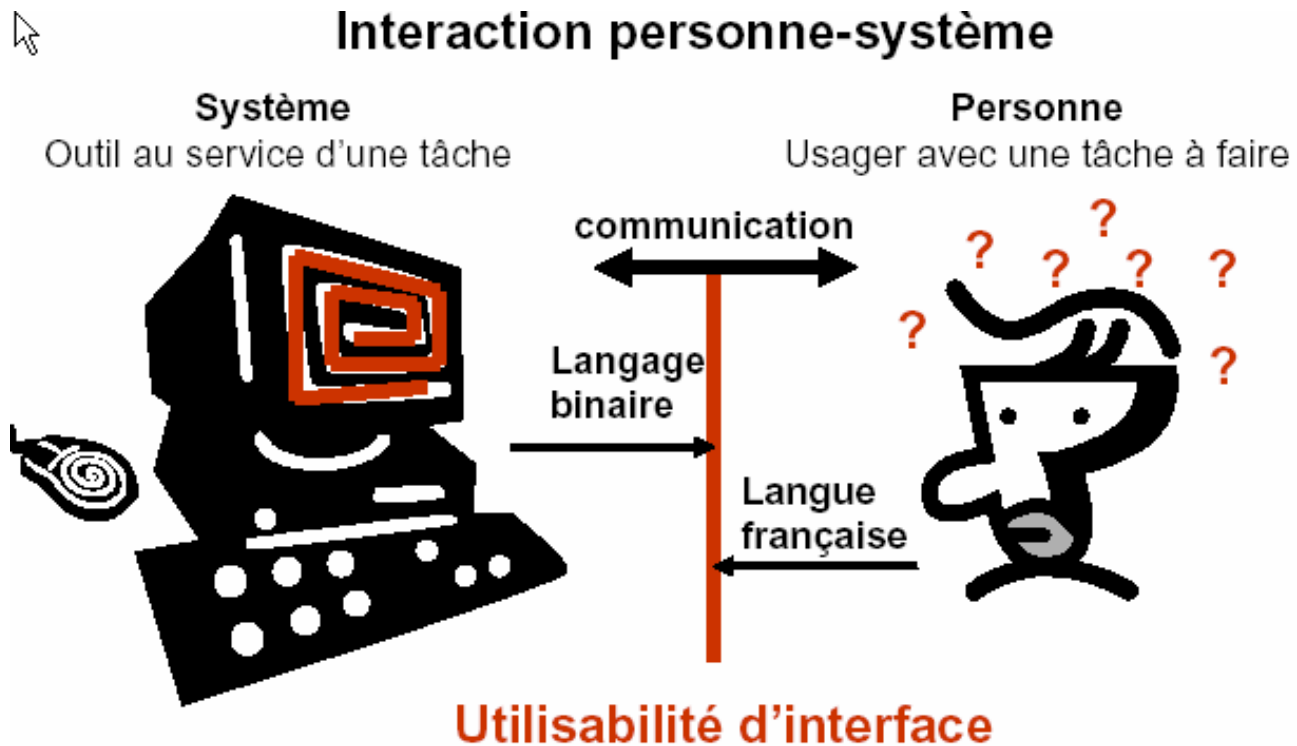 Interaction personne-système
Système
Outil au service d'une tâche
Personne
Usager avec une tâche à faire
communication
? ? ? ? ? ? ?
Langage
binaire
Langue
française
Utilisabilité d'interface